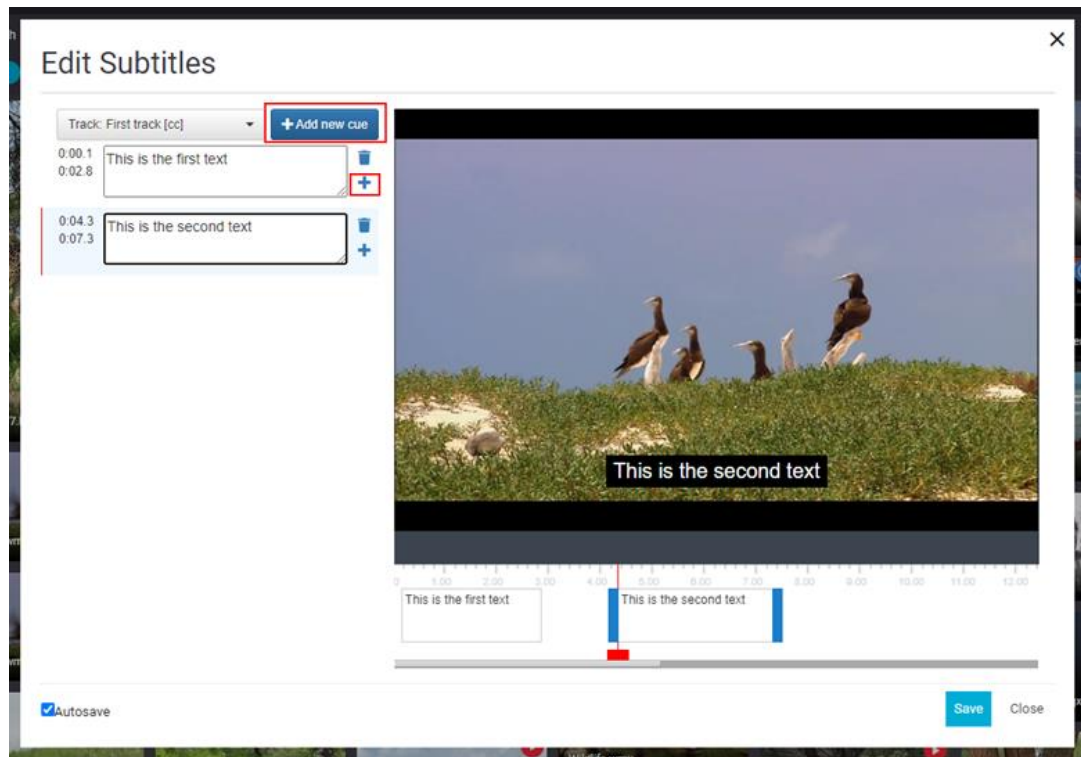 Edit Subtitles
Track: First track [cc]
Add new cue
0:00.1
This is the first text
0:02.8
0:04.3
This is the second text
0:07.3
This is the second text
0 1.00 2.00 3.00 4.00 5.00 6.00 7.00 8.00 9.00 10.00 11.00 12.00
This is the first text
This is the second text
Autosave
Save
Close